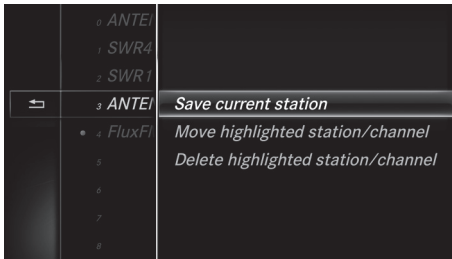 0 ANTE
1 SWR4
2 SWR1
3 ANTE
Save current station
4 FluxF
Move highlighted station/channel
5
Delete highlighted station/channel
6
7
8